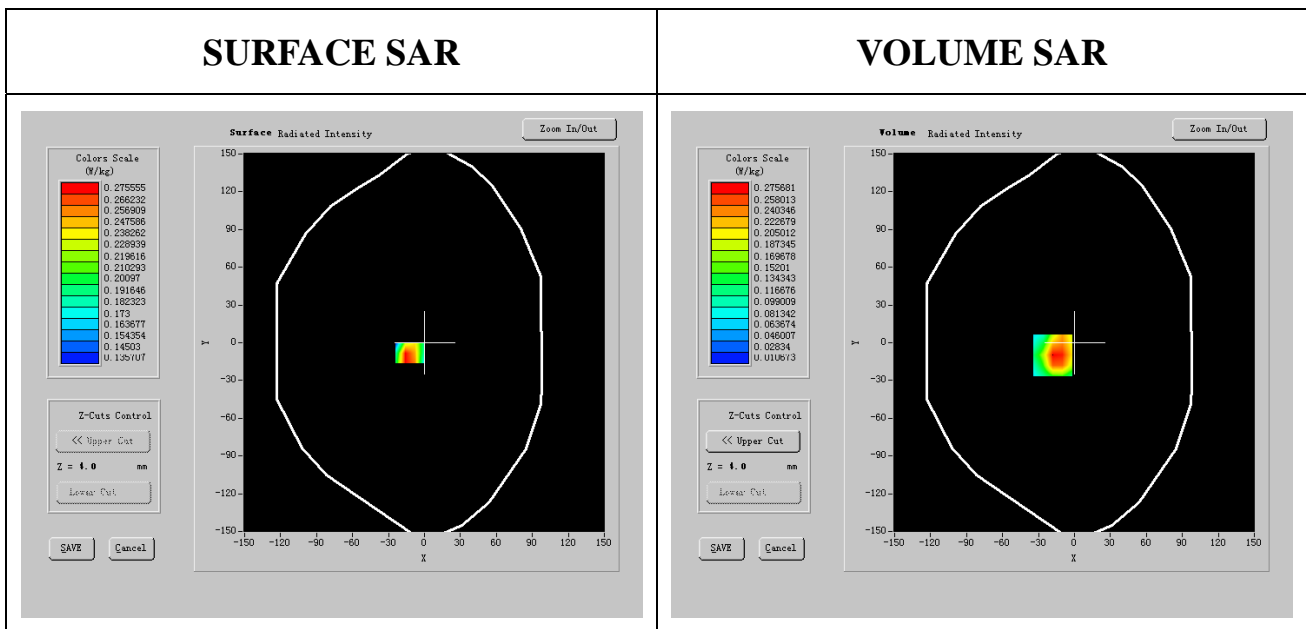 SURFACE SAR
VOLUME SAR
Surface Radiated Intensity
Zoom In/Out
Colors Scale
(W/kg)
0.275555
0.266232
0.256909
0.247586
0.238262
0.228939
0.219616
0.210293
0.20097
0.191646
0.182323
0.173
0.163677
0.154354
0.14503
0.135707
Z-Cuts Control
<< Upper Cut
Z = 4.0 mm
Lower Cut
SAVE
Cancel
150
120
90
60
30
0
-30
-60
-90
-120
-150
Y
-150 -120 -90 -60 -30 0 30 60 90 120 150
X
Volume Radiated Intensity
Zoom In/Out
Colors Scale
(W/kg)
0.275681
0.258013
0.240346
0.222679
0.205012
0.187345
0.169678
0.15201
0.134343
0.116676
0.099009
0.081342
0.063674
0.046007
0.02834
0.010673
Z-Cuts Control
<< Upper Cut
Z = 4.0 mm
Lower Cut
SAVE
Cancel
150
120
90
60
30
0
-30
-60
-90
-120
-150
Y
-150 -120 -90 -60 -30 0 30 60 90 120 150
X